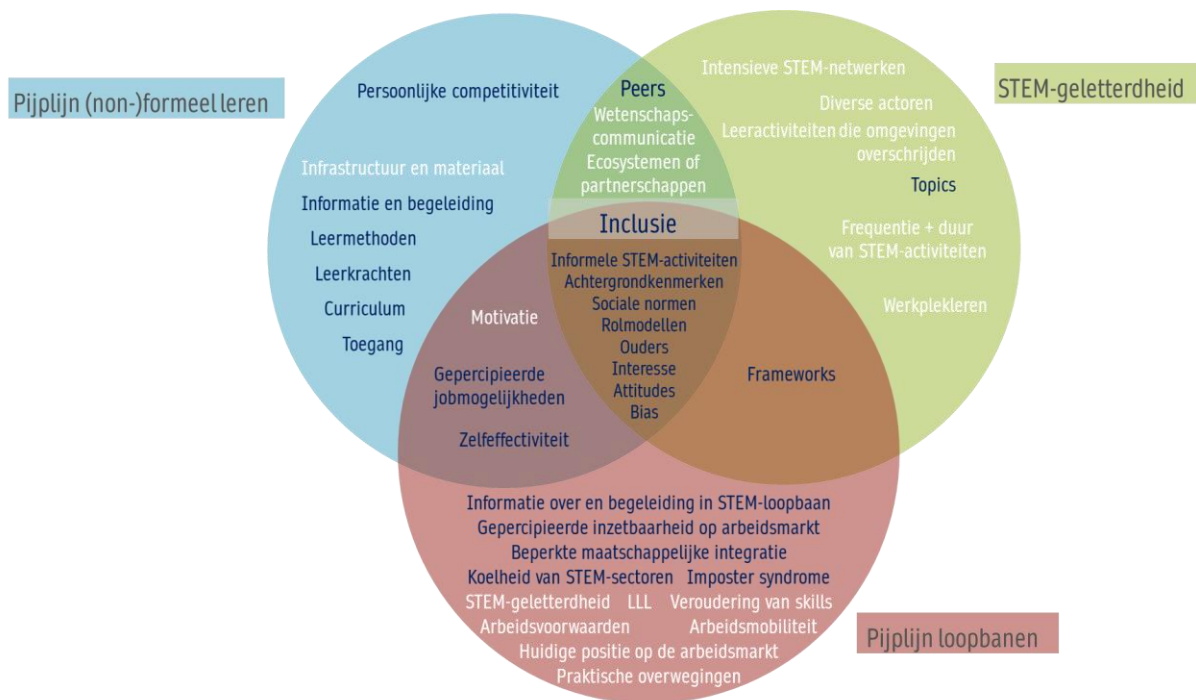 Pijplijn (non-)formeel leren
STEM-geletterdheid
Pijplijn loopbanen
Persoonlijke competitiviteit
Infrastructuur en materiaal
Informatie en begeleiding
Leermethoden
Leerkrachten
Curriculum
Toegang
Peers
Wetenschaps-
communicatie
Ecosystemen of
partnerschappen
Intensieve STEM-netwerken
Diverse actoren
Leeractiviteiten die omgevingen
overschrijden
Topics
Frequentie + duur
van STEM-activiteiten
Werkplekleren
Inclusie
Informele STEM-activiteiten
Achtergrondkenmerken
Sociale normen
Rolmodellen
Ouders
Interesse
Attitudes
Bias
Motivatie
Gepercipieerde
jobmogelijkheden
Zelfeffectiviteit
Frameworks
Informatie over en begeleiding in STEM-loopbaan
Gepercipieerde inzetbaarheid op arbeidsmarkt
Beperkte maatschappelijke integratie
Koelheid van STEM-sectoren Imposter syndrome
STEM-geletterdheid LLL Veroudering van skills
Arbeidsvoorwaarden Arbeidsmobiliteit
Huidige positie op de arbeidsmarkt
Praktische overwegingen